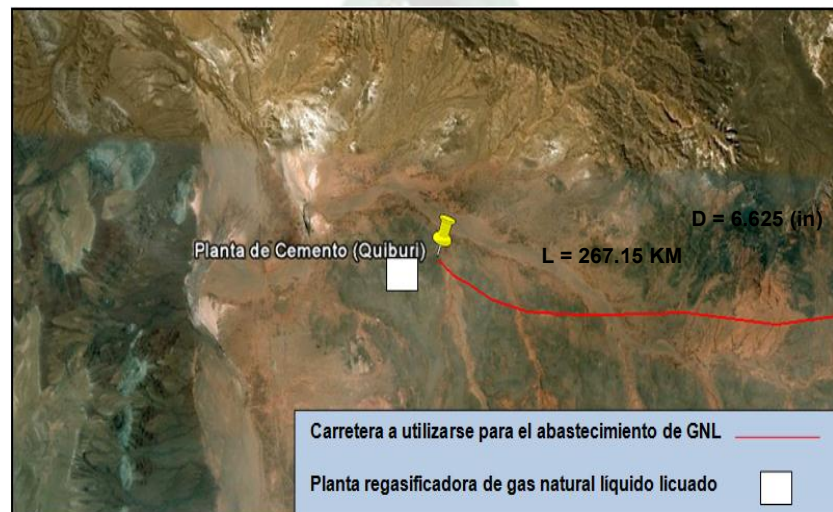 D = 6.625 (in)
Planta de Cemento (Quiburi)
L = 267.15 KM
Carretera a utilizarse para el abastecimiento de GNL
Planta regasificadora de gas natural líquido licuado